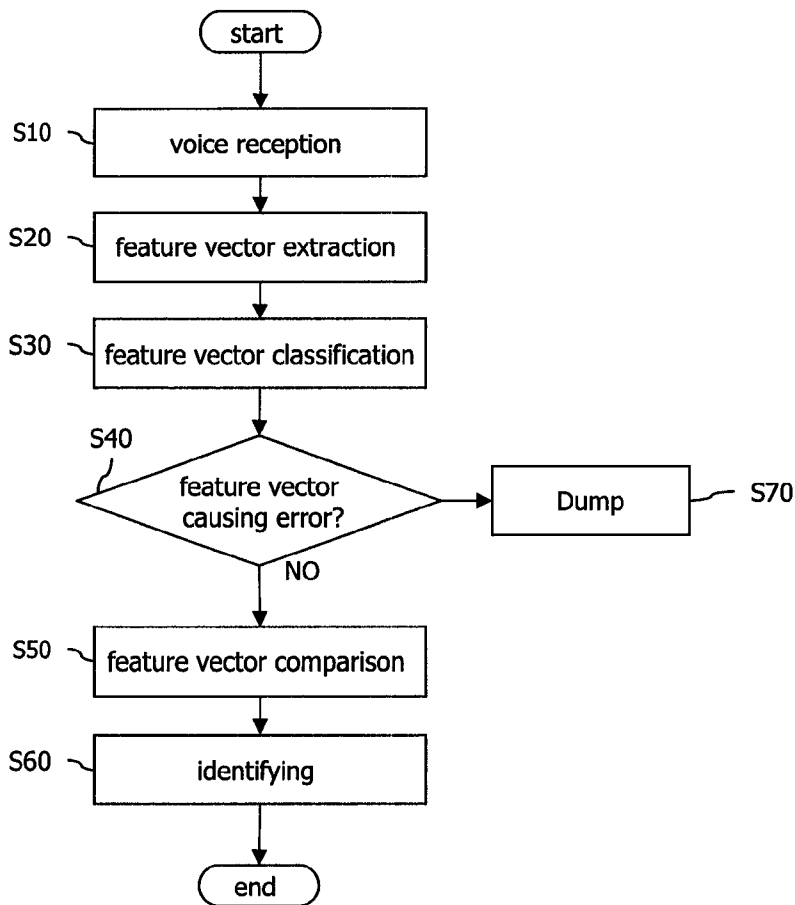 start
S10
voice reception
S20
feature vector extraction
S30
feature vector classification
S40
feature vector
causing error?
Dump
S70
NO
S50
feature vector comparison
S60
identifying
end